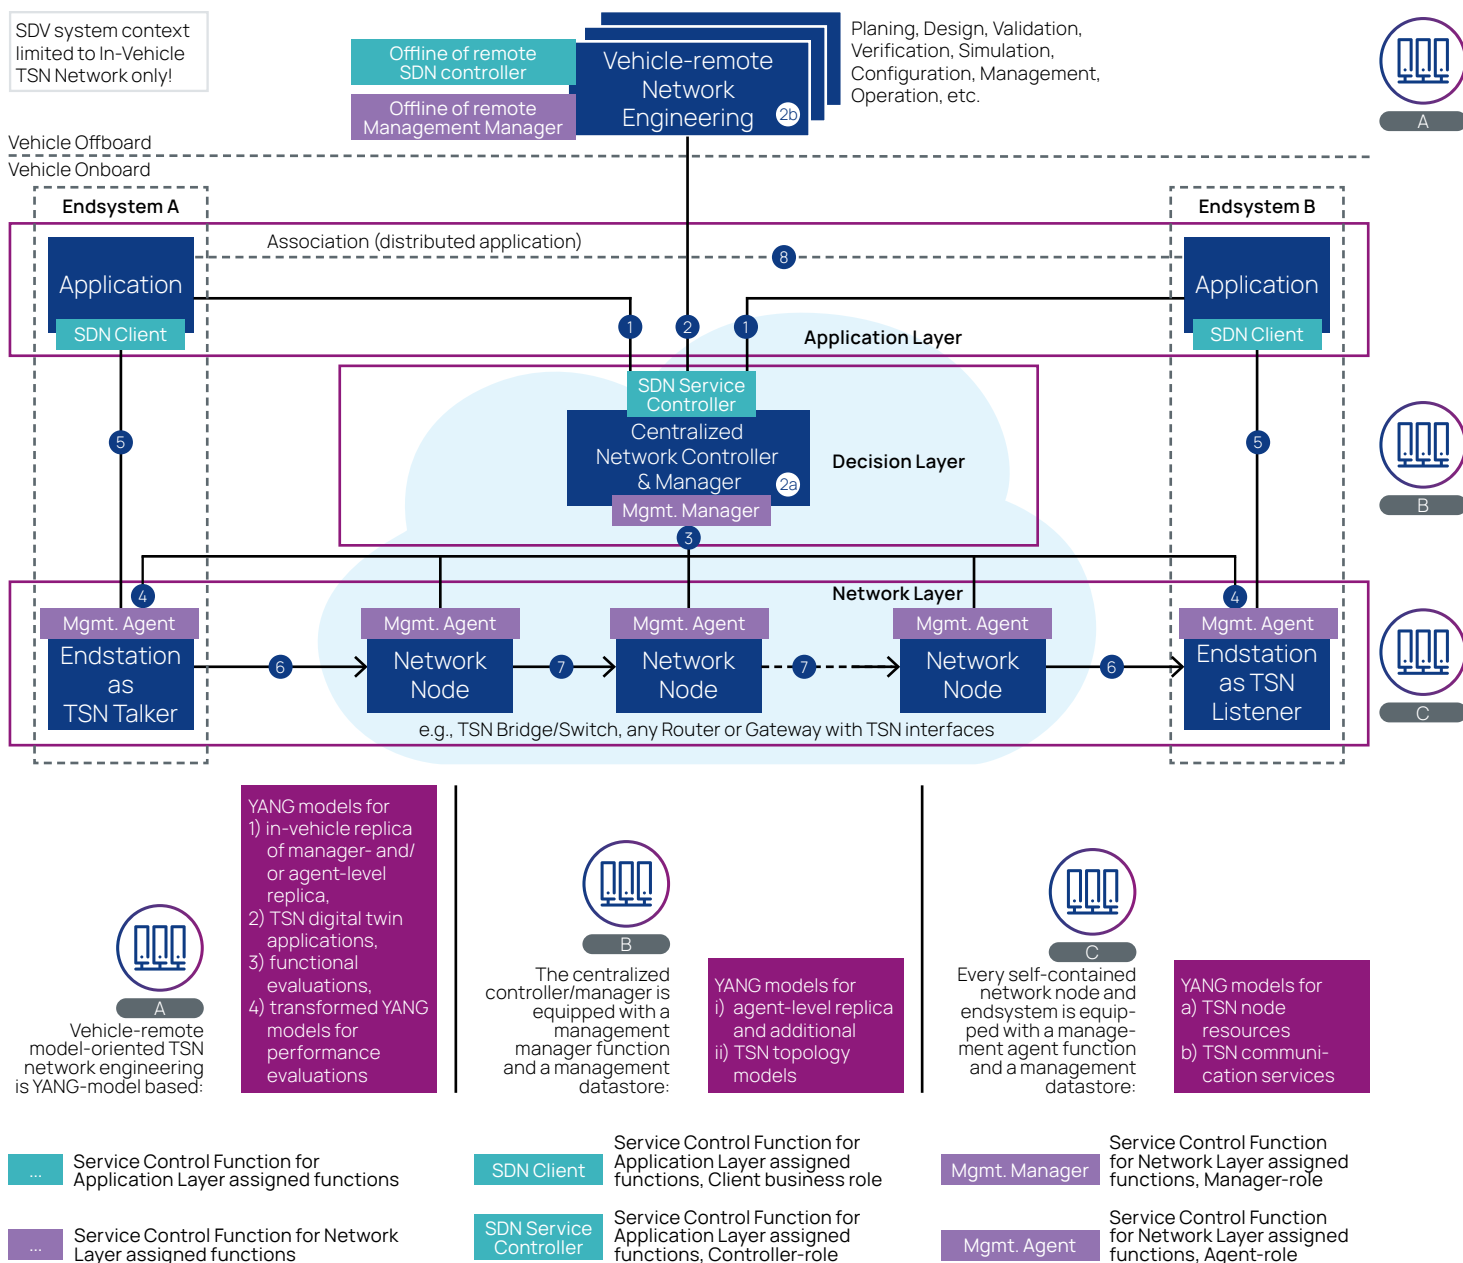 SDV system context
limited to In-Vehicle
TSN Network only!
Offline of remote
SDN controller
Offline of remote
Management Manager
Vehicle-remote
Network
Engineering
2b
Planing, Design, Validation,
Verification, Simulation,
Configuration, Management,
Operation, etc.
A
Vehicle Offboard
Vehicle Onboard
Endsystem A
Endsystem B
Association (distributed application)
8
Application
SDN Client
Application
SDN Client
1
2
1
Application Layer
SDN Service
Controller
Centralized
Network Controller
& Manager
2a
Mgmt. Manager
Decision Layer
5
5
B
3
4
4
Network Layer
Mgmt. Agent
Endstation
as
TSN Talker
6
Mgmt. Agent
Network
Node
7
Mgmt. Agent
Network
Node
7
Mgmt. Agent
Network
Node
6
Mgmt. Agent
Endstation
as TSN
Listener
C
e.g., TSN Bridge/Switch, any Router or Gateway with TSN interfaces
A
Vehicle-remote
model-oriented TSN
network engineering
is YANG-model based:
YANG models for
1) in-vehicle replica
of manager- and/
or agent-level
replica,
2) TSN digital twin
applications,
3) functional
evaluations,
4) transformed YANG
models for
performance
evaluations
B
The centralized
controller/manager is
equipped with a
management
manager function
and a management
datastore:
YANG models for
i) agent-level replica
and additional
ii) TSN topology
models
C
Every self-contained
network node and
endsystem is equip-
ped with a manage-
ment agent function
and a management
datastore:
YANG models for
a) TSN node
resources
b) TSN communi-
cation services
...
Service Control Function for
Application Layer assigned functions
...
Service Control Function for Network
Layer assigned functions
SDN Client
Service Control Function for
Application Layer assigned
functions, Client business role
SDN Service
Controller
Service Control Function for
Application Layer assigned
functions, Controller-role
Mgmt. Manager
Service Control Function
for Network Layer assigned
functions, Manager-role
Mgmt. Agent
Service Control Function
for Network Layer assigned
functions, Agent-role